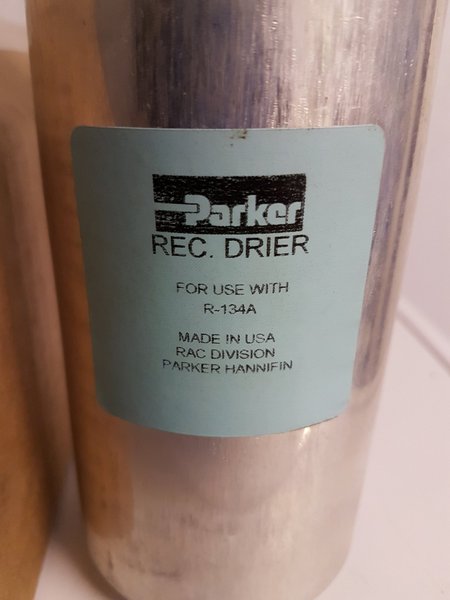 Parker
REC. DRIER
FOR USE WITH
R-134A
MADE IN USA
RAC DIVISION
PARKER HANNIFIN